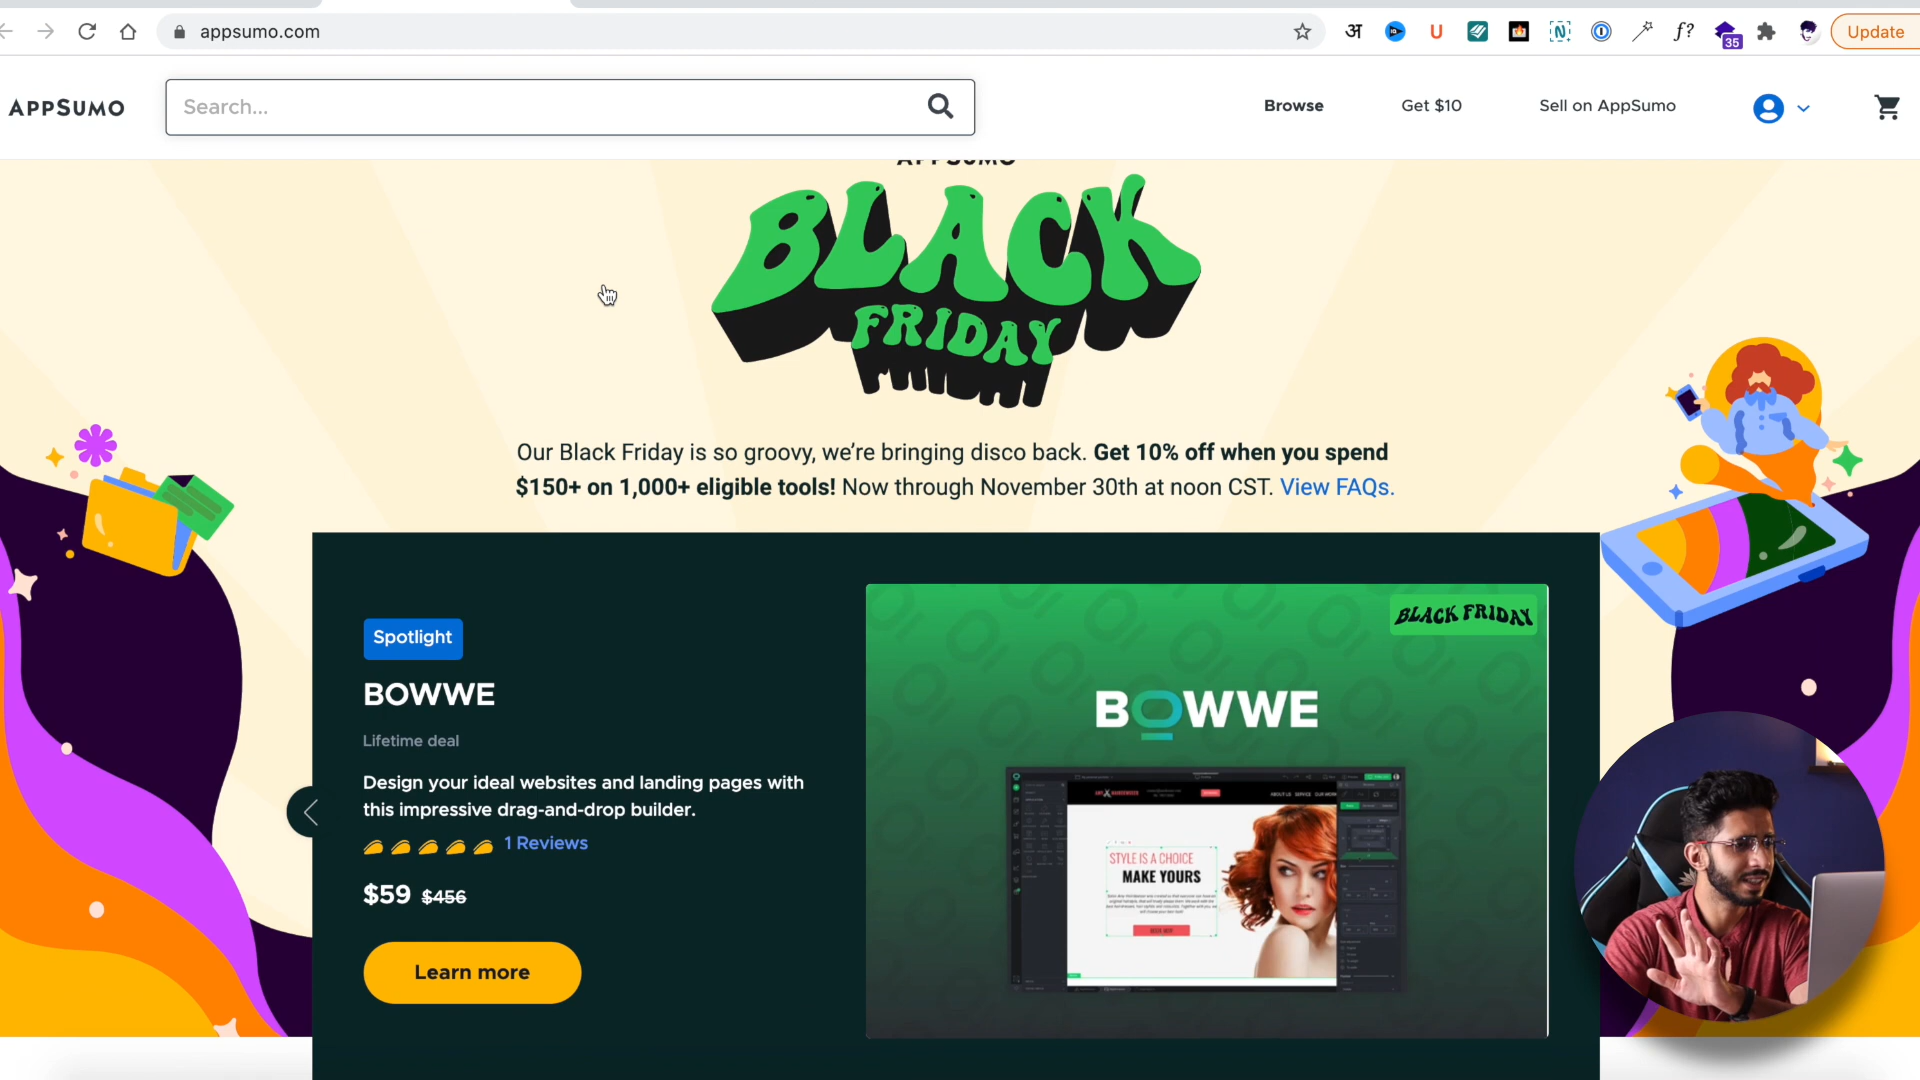 appsumo.com
अ
U
f?
35
Update
APPSUMO
Search...
Browse
Get $10
Sell on AppSumo
APPSUMO
BLACK
FRIDAY
Our Black Friday is so groovy, we’re bringing disco back. Get 10% off when you spend
$150+ on 1,000+ eligible tools! Now through November 30th at noon CST. View FAQs.
Spotlight
BOWWE
Lifetime deal
Design your ideal websites and landing pages with
this impressive drag-and-drop builder.
1 Reviews
$59 $456
Learn more
BLACK FRIDAY
BOWWE
STYLE IS A CHOICE
MAKE YOURS